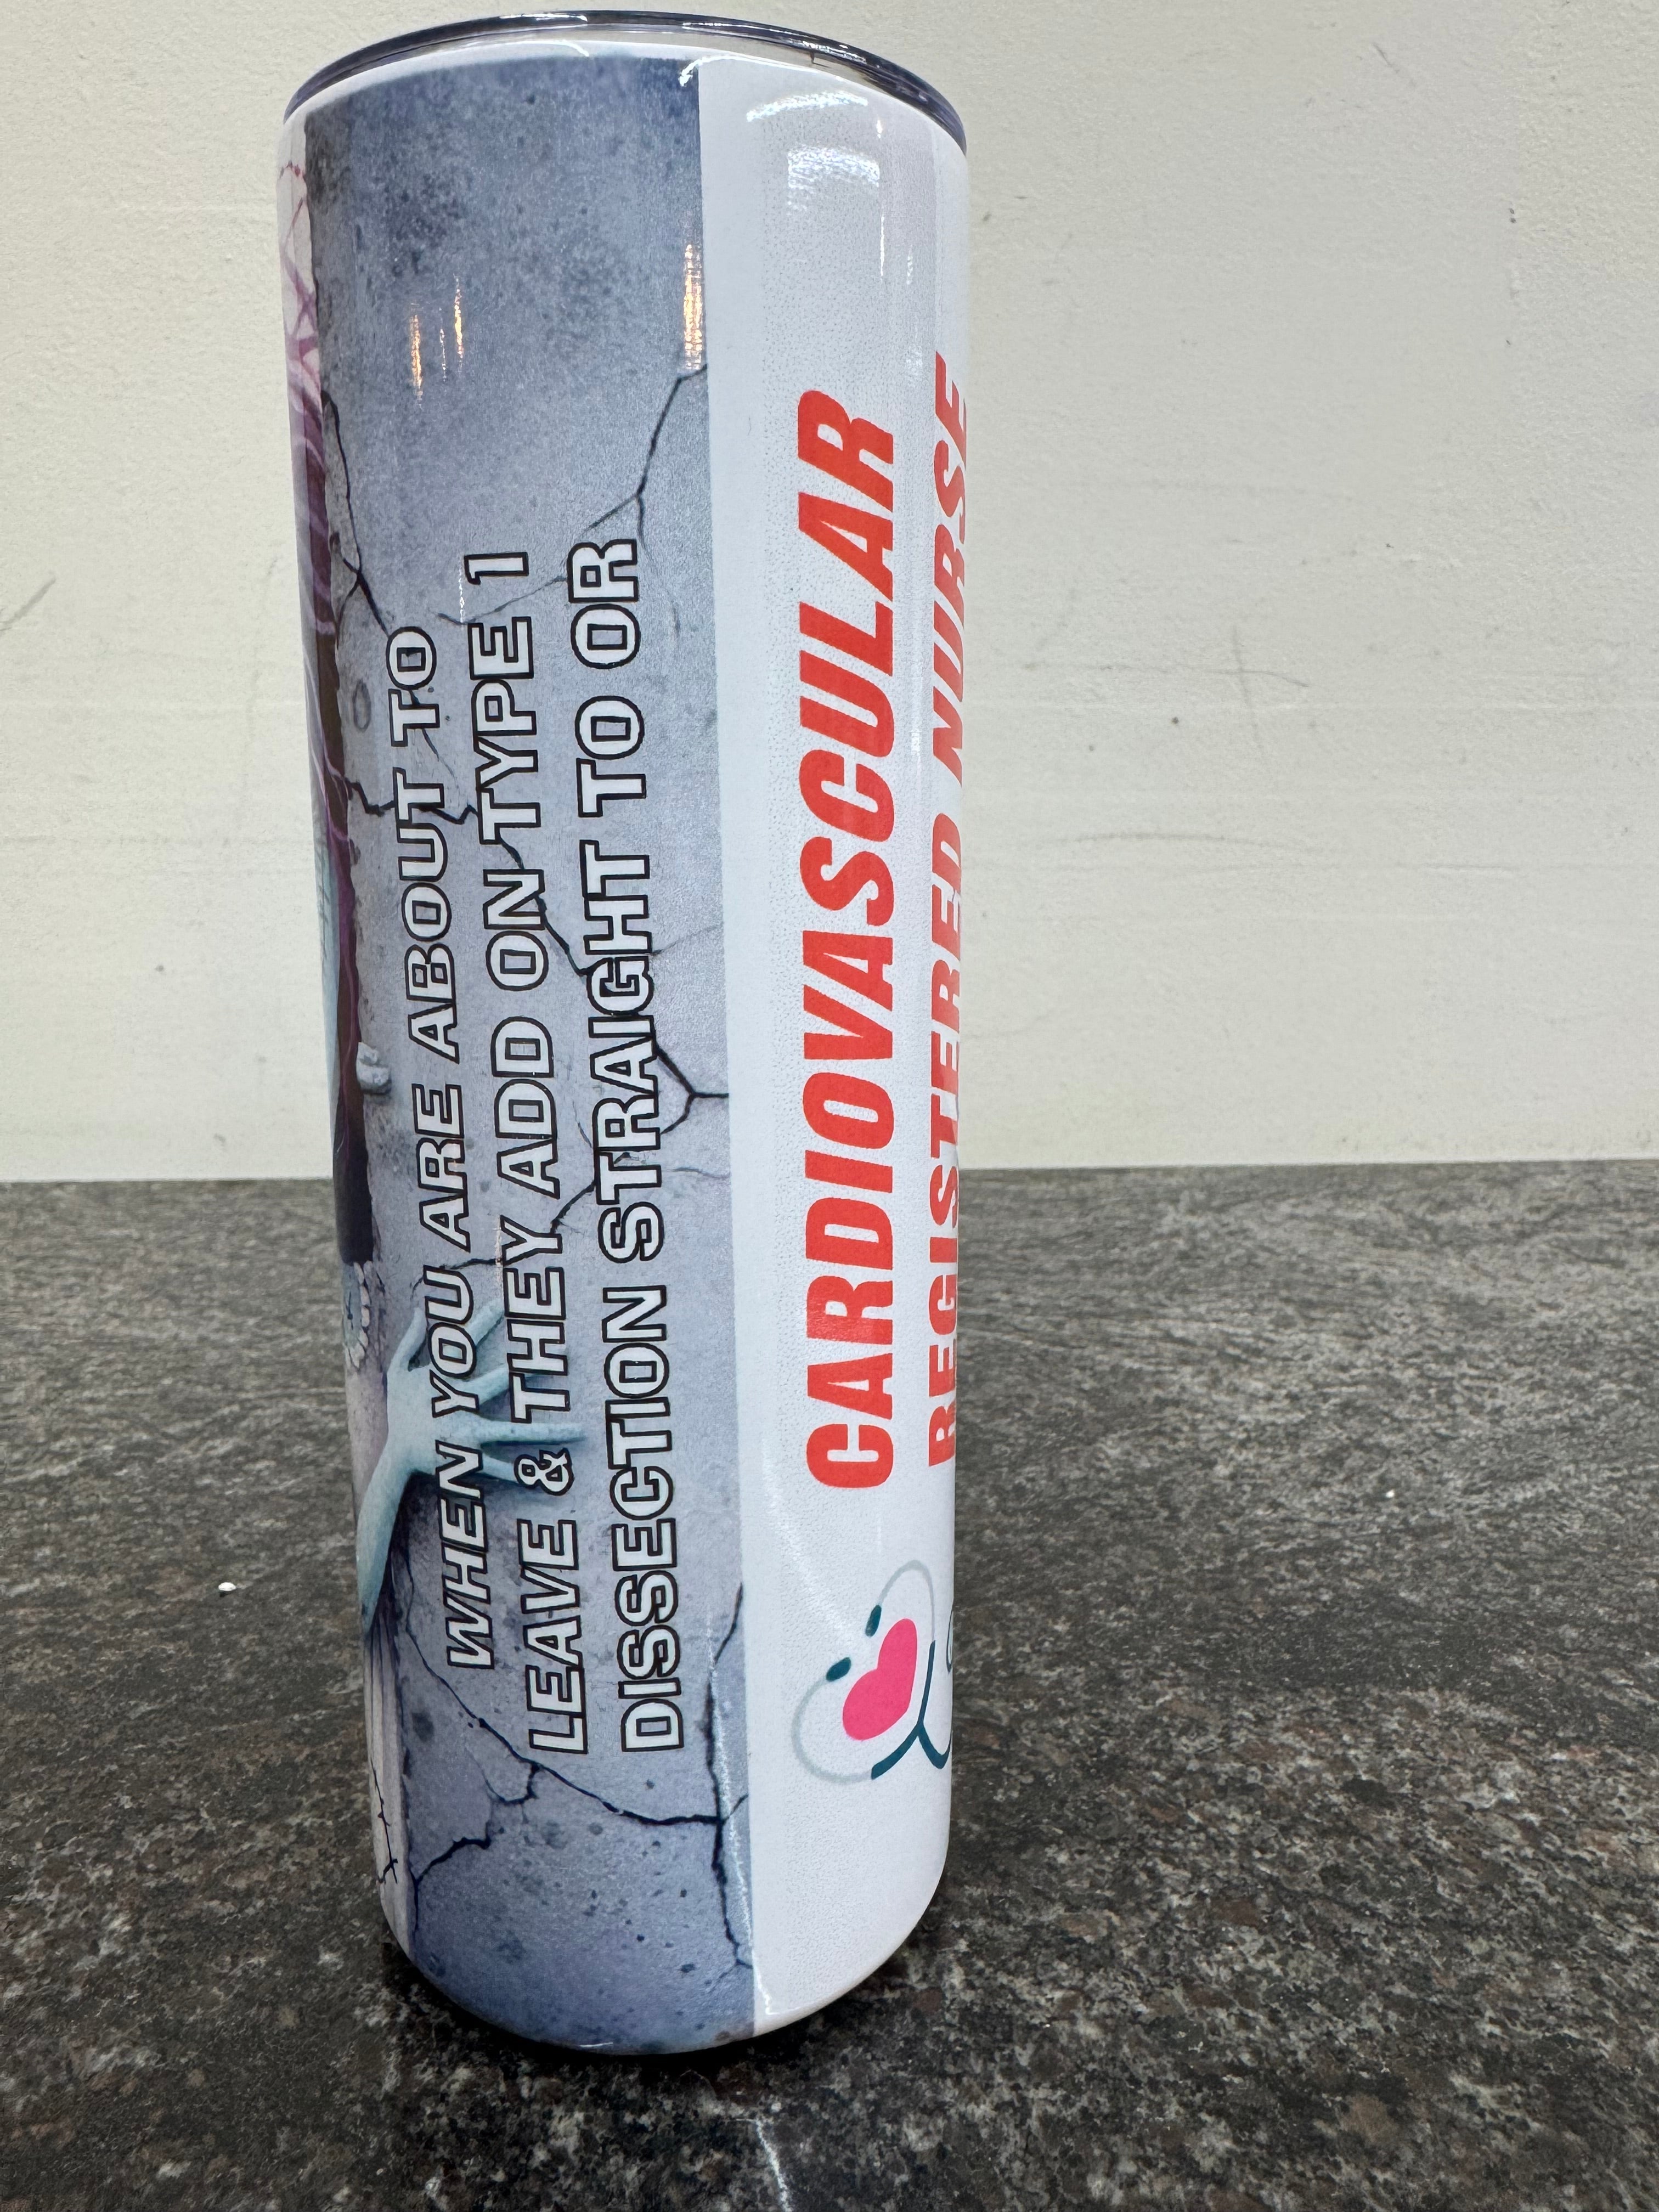 WHEN YOU ARE ABOUT TO
LEAVE & THEY ADD ON TYPE 1
DISSECTION STRAIGHT TO OR
CARDIOVASCULAR
REGISTERED NURSE